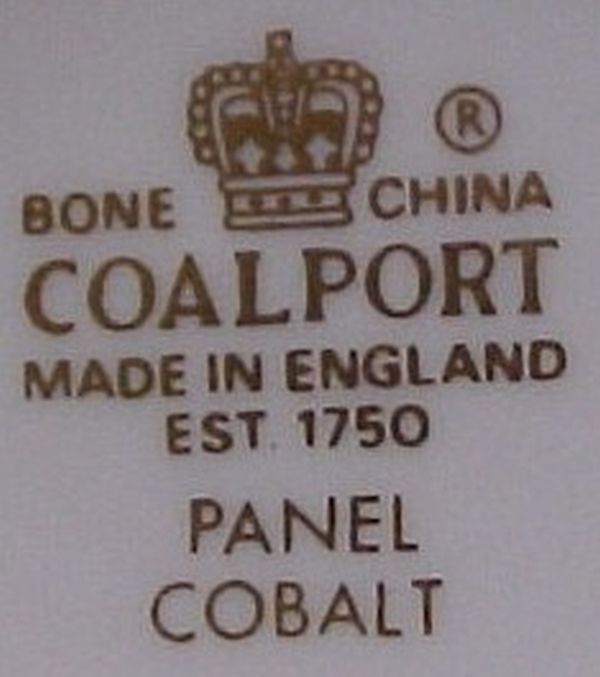 ®
BONE CHINA
COALPORT
MADE IN ENGLAND
EST. 1750
PANEL
COBALT